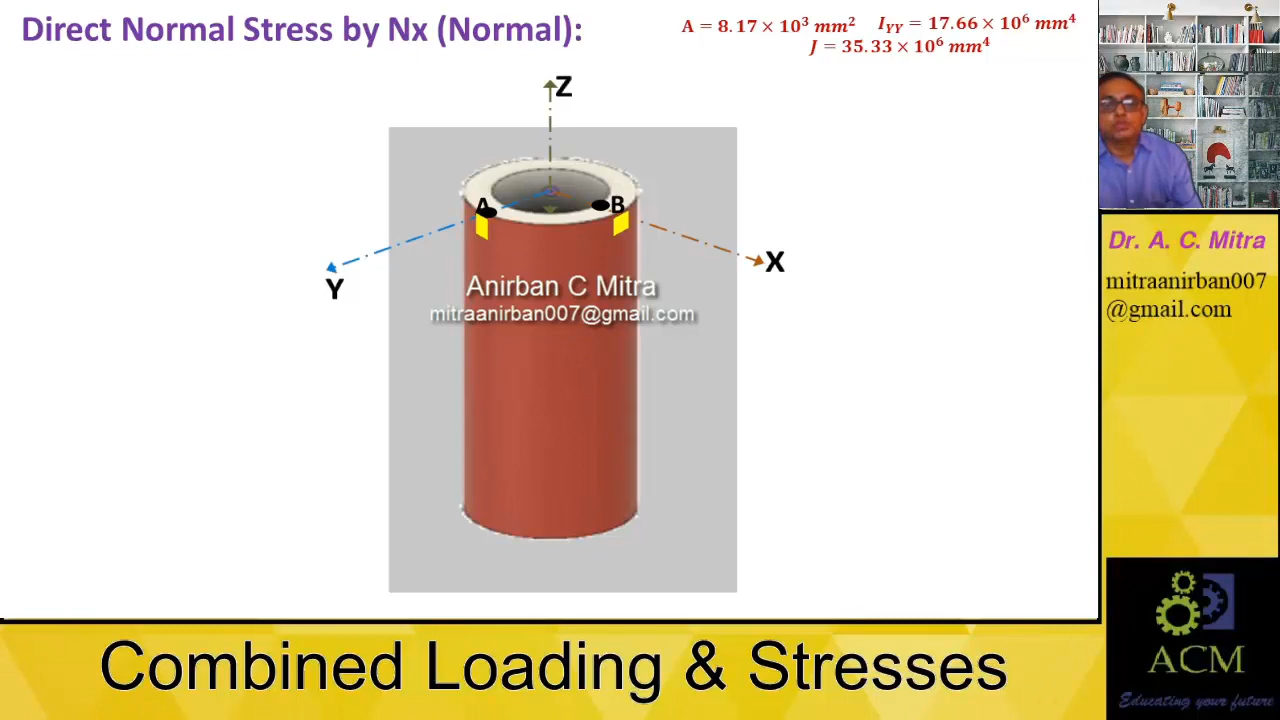 Direct Normal Stress by Nx (Normal):
A = 8.17 × 10³ mm² I_YY = 17.66 × 10⁶ mm⁴
J = 35.33 × 10⁶ mm⁴
Z
A B
X
Y
Anirban C Mitra
mitraanirban007@gmail.com
Dr. A. C. Mitra
mitraanirban007
@gmail.com
Combined Loading & Stresses
ACM
Educating your future